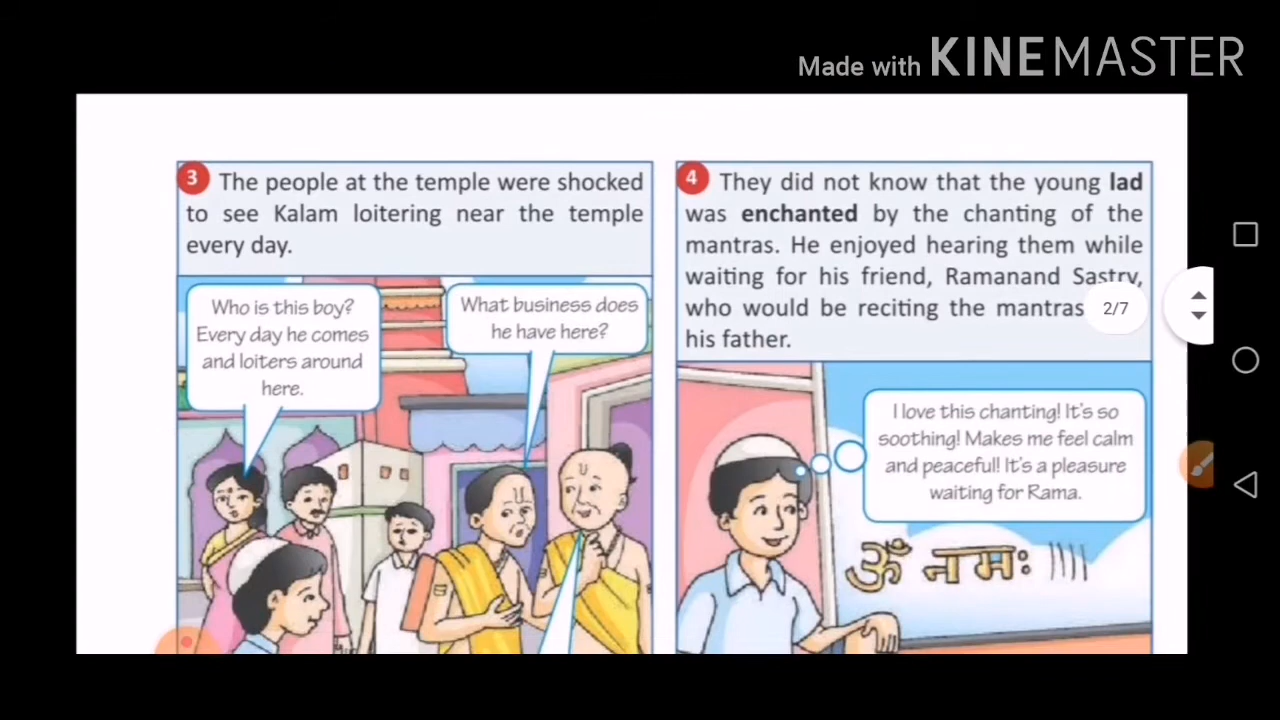 Made with KINEMASTER
3 The people at the temple were shocked
to see Kalam loitering near the temple
every day.
Who is this boy?
Every day he comes
and loiters around
here.
What business does
he have here?
4 They did not know that the young lad
was enchanted by the chanting of the
mantras. He enjoyed hearing them while
waiting for his friend, Ramanand Sastry,
who would be reciting the mantras
his father.
2/7
I love this chanting! It's so
soothing! Makes me feel calm
and peaceful! It's a pleasure
waiting for Rama.
ॐ नमः